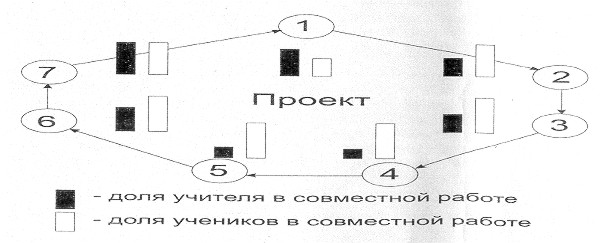 1
7
2
Проект
6
3
5
4
- доля учителя в совместной работе
- доля учеников в совместной работе